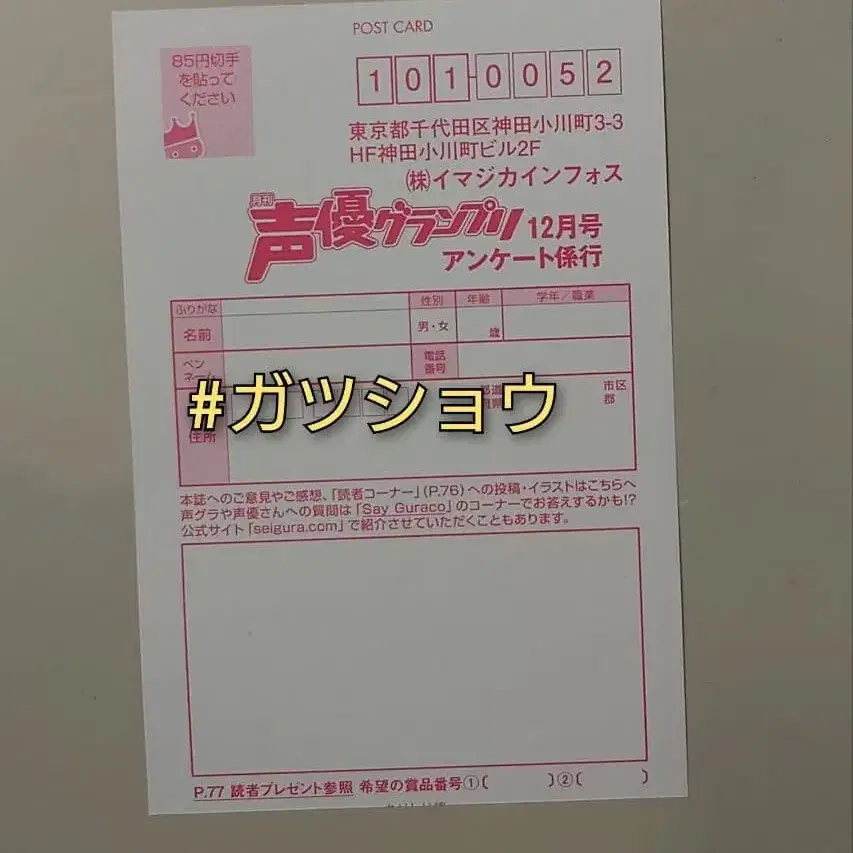 POST CARD
85円切手
を貼って
ください
1010052
東京都千代田区神田小川町3-3
HF神田小川町ビル2F
㈱イマジカインフォス
月刊
声優グランプリ 12月号
アンケート係行
ふりがな 性別 年齢 学年/職業
名前 男・女 歳
ペン
ネーム
電話
番号
市区
郡
#ガツショウ
住所
本誌へのご意見やご感想、「読者コーナー」(P.76)への投稿・イラストはこちらへ
声グラや声優さんへの質問は「Say Guraco」のコーナーでお答えするかも!?
公式サイト「seigura.com」で紹介させていただくこともあります。
P.77 読者プレゼント参照 希望の賞品番号①( )②( )